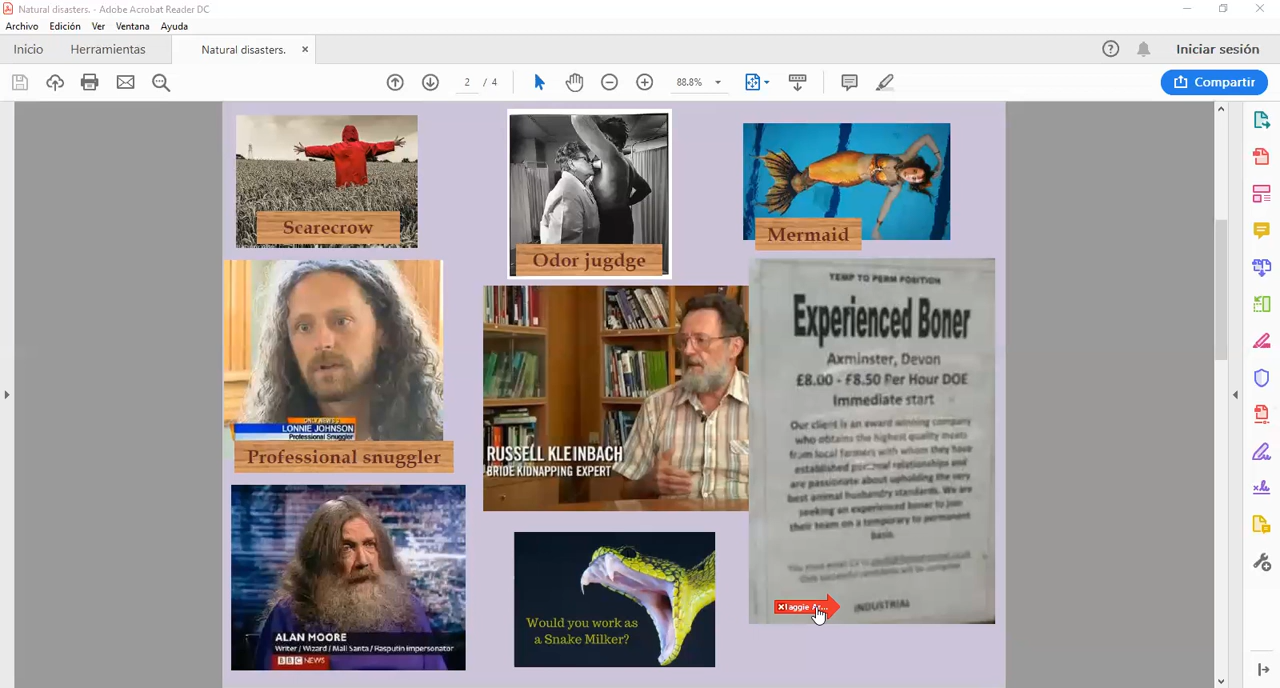 Natural disasters. - Adobe Acrobat Reader DC
Archivo Edición Ver Ventana Ayuda
Inicio Herramientas Natural disasters. ×
Iniciar sesión
2 / 4 88.8% Compartir
Scarecrow
Odor jugdge
Mermaid
LONNIE JOHNSON
Professional Snuggler
Professional snuggler
RUSSELL KLEINBACH
BRIDE KIDNAPPING EXPERT
TEMP TO PERM POSITION
Experienced Boner
Axminster, Devon
£8.00 - £8.50 Per Hour DOE
Immediate start
Our client is an award winning company
who obtains the highest quality meats
from local farmers with whom they have
established personal relationships and
are passionate about upholding the very
best animal husbandry standards. We are
seeking an experienced boner to join
their team on a temporary to permanent
basis.
You must email CV to
INDUSTRIAL
ALAN MOORE
Writer / Wizard / Mall Santa / Rasputin Impersonator
BBC NEWS
Would you work as
a Snake Milker?